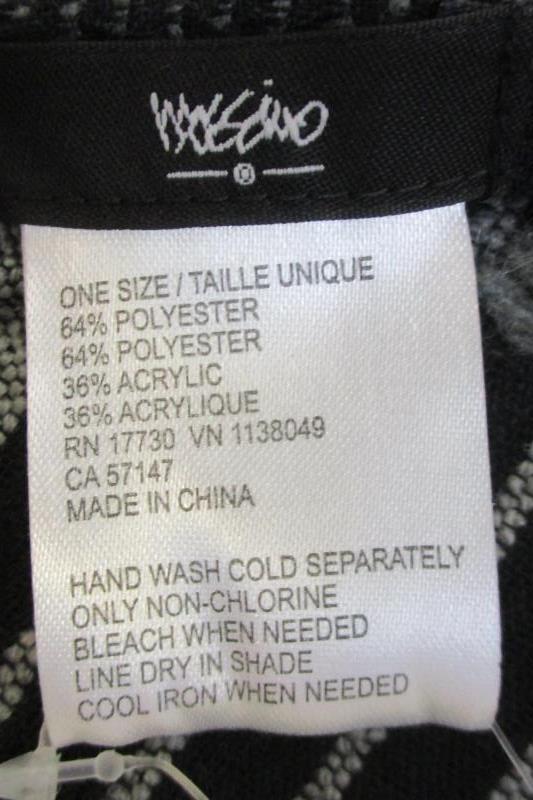 mossimo
ONE SIZE / TAILLE UNIQUE
64% POLYESTER
64% POLYESTER
36% ACRYLIC
36% ACRYLIQUE
RN 17730 VN 1138049
CA 57147
MADE IN CHINA
HAND WASH COLD SEPARATELY
ONLY NON-CHLORINE
BLEACH WHEN NEEDED
LINE DRY IN SHADE
COOL IRON WHEN NEEDED